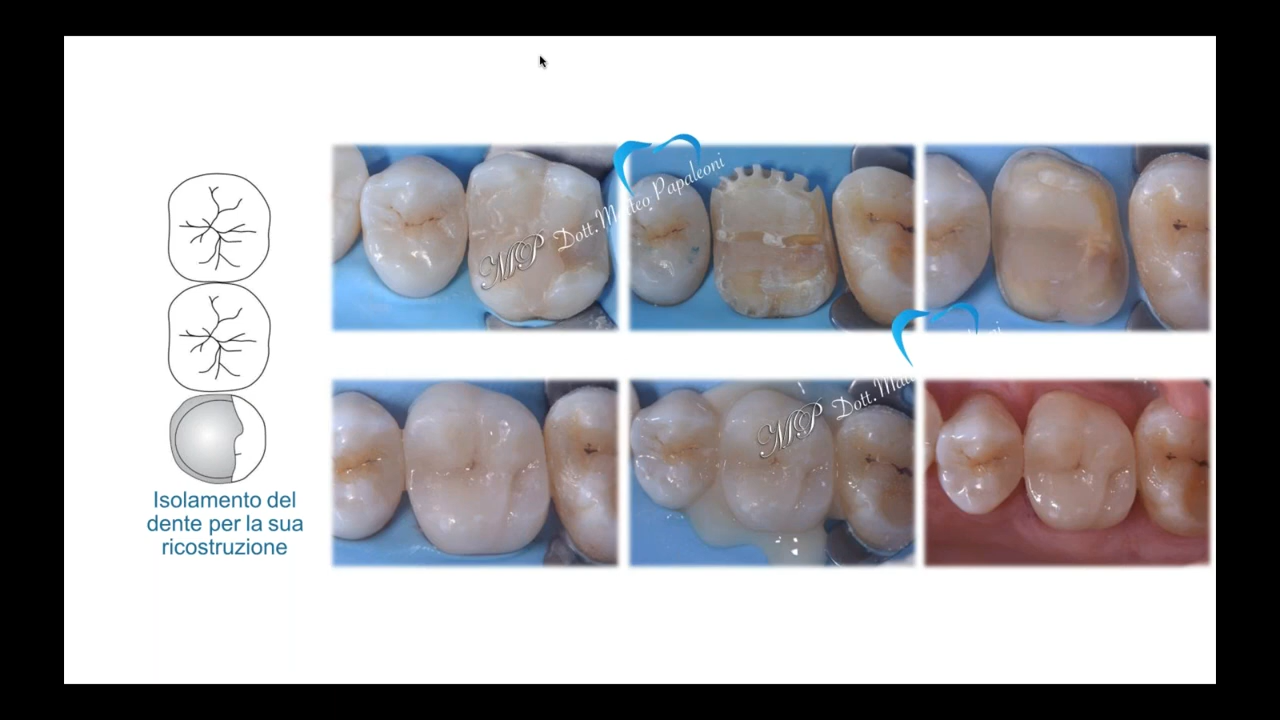 MP Dott. Matteo Papaleoni
MP Dott. 
Isolamento del
dente per la sua
ricostruzione